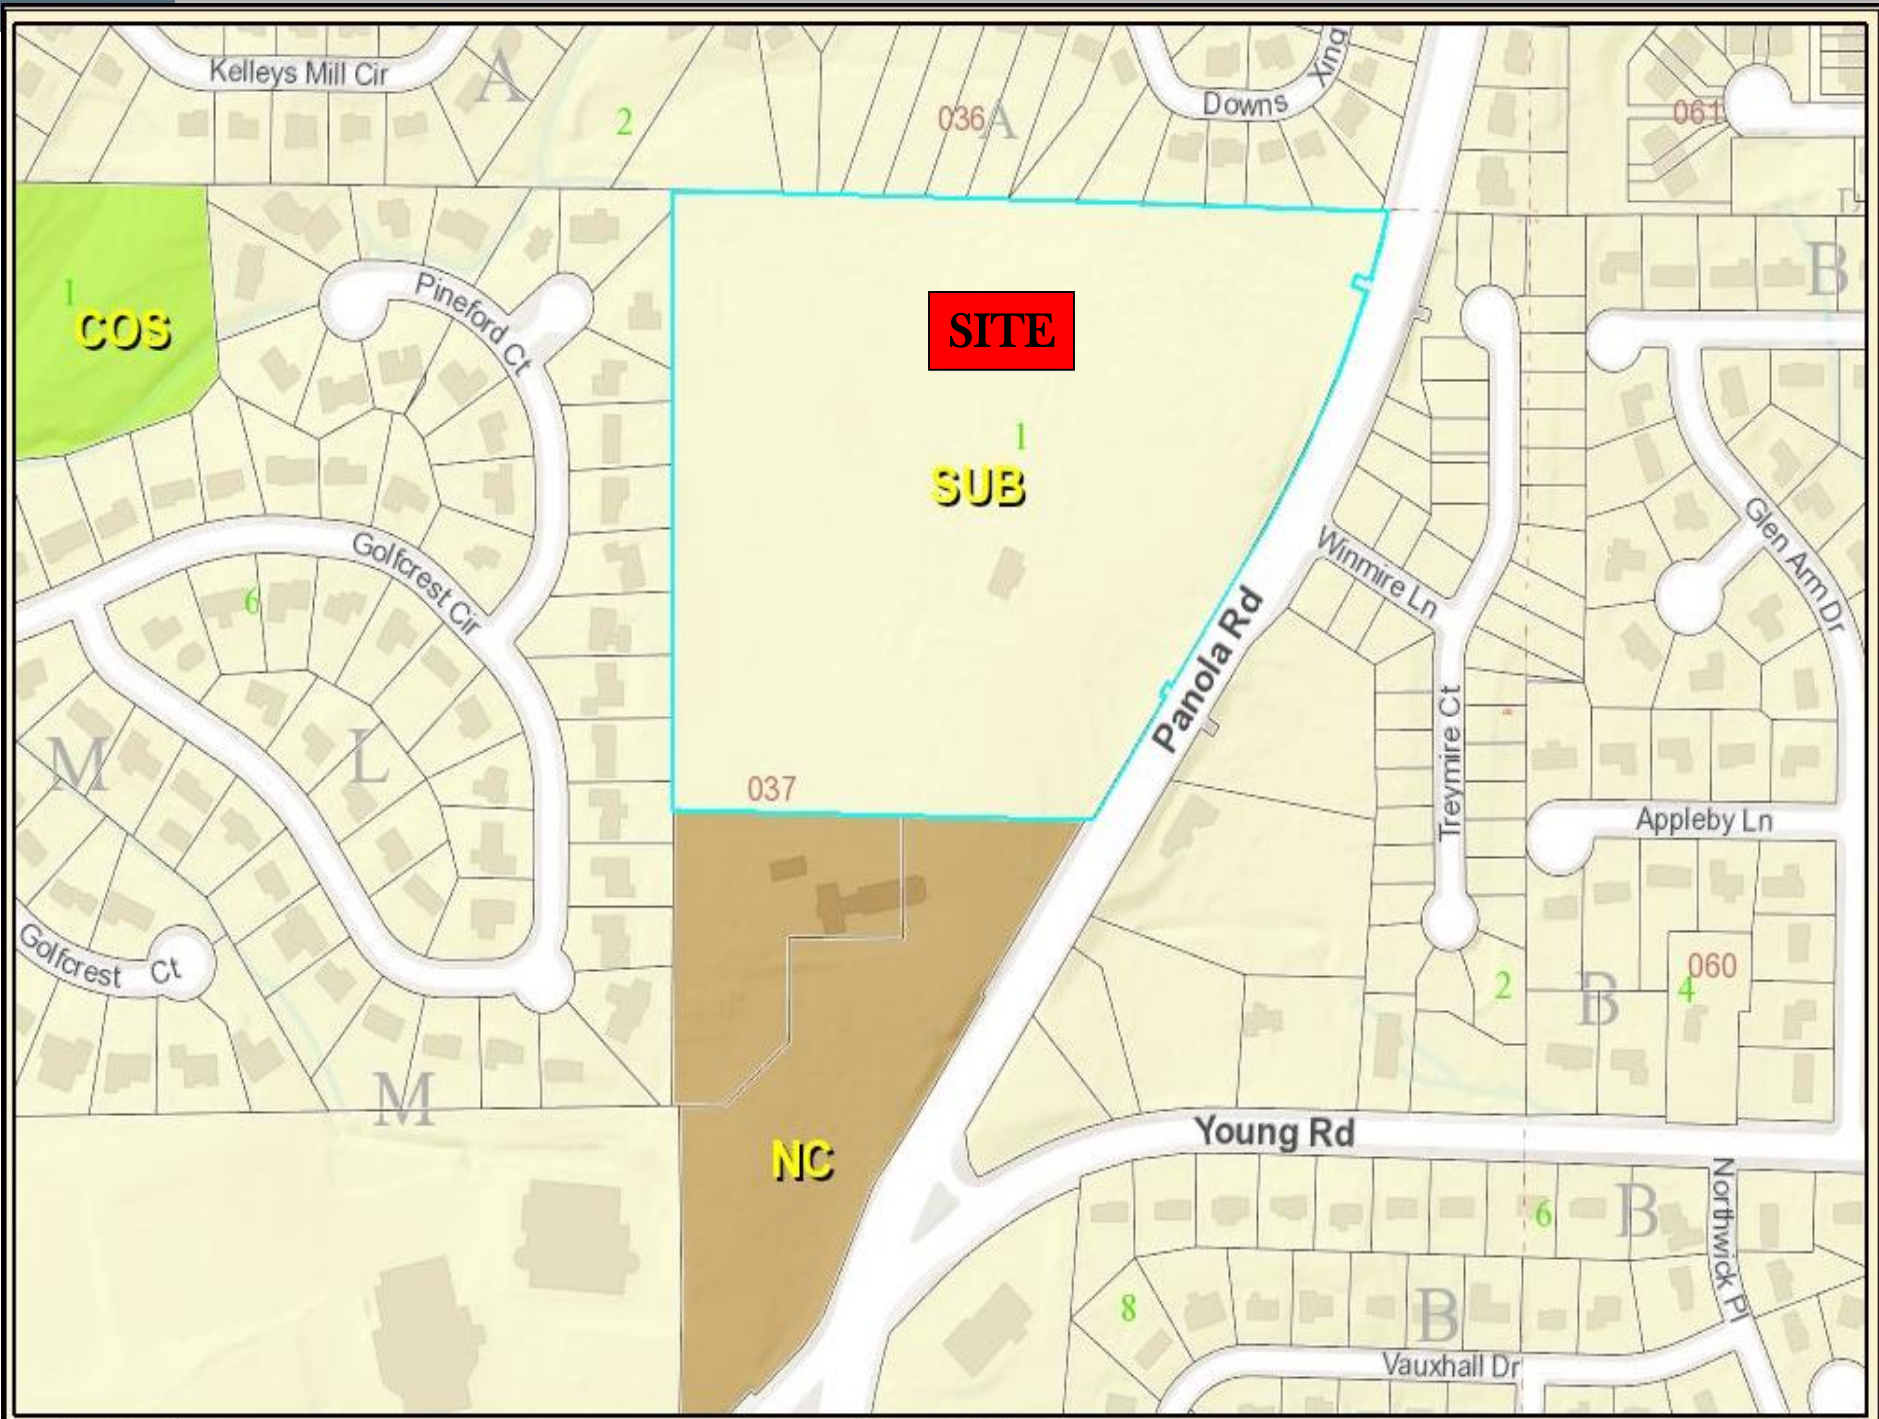 Kelleys Mill Cir
A
2
036
A
Downs Xing
061
D
B
1
COS
Pineford Ct
SITE
1
SUB
Glen Arm Dr
Golfcrest Cir
Winmire Ln
6
Panola Rd
M
L
Treymire Ct
037
Appleby Ln
Golfcrest Ct
060
2
B
4
M
Young Rd
NC
6
B
Northwick Pl
8
B
Vauxhall Dr